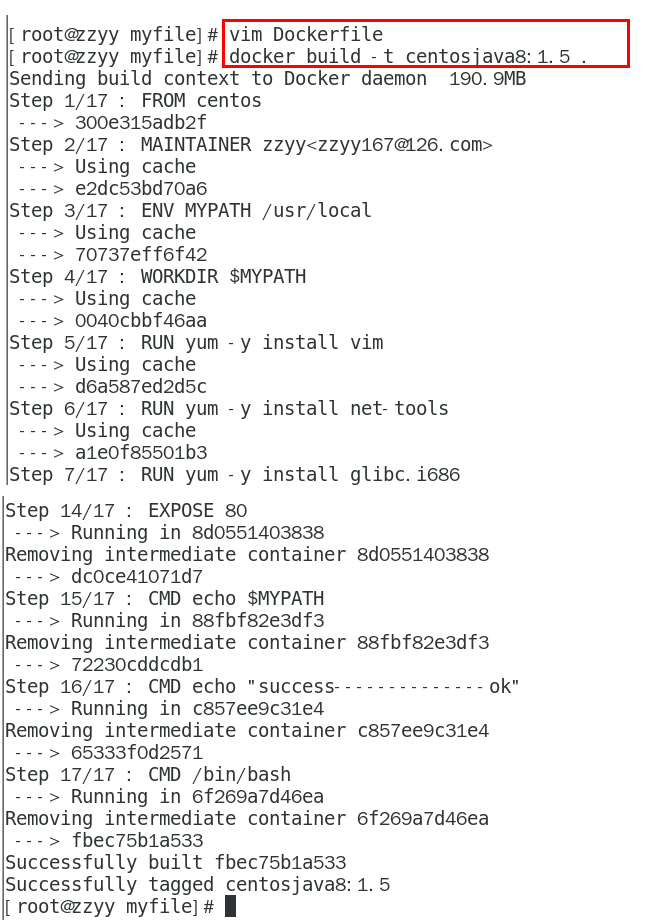 [root@zzyy myfile]# vim Dockerfile
[root@zzyy myfile]# docker build -t centosjava8:1.5 .
Sending build context to Docker daemon  190.9MB
Step 1/17 : FROM centos
 ---> 300e315adb2f
Step 2/17 : MAINTAINER zzyy<zzyy167@126.com>
 ---> Using cache
 ---> e2dc53bd70a6
Step 3/17 : ENV MYPATH /usr/local
 ---> Using cache
 ---> 70737eff6f42
Step 4/17 : WORKDIR $MYPATH
 ---> Using cache
 ---> 0040cbbf46aa
Step 5/17 : RUN yum -y install vim
 ---> Using cache
 ---> d6a587ed2d5c
Step 6/17 : RUN yum -y install net-tools
 ---> Using cache
 ---> a1e0f85501b3
Step 7/17 : RUN yum -y install glibc.i686
Step 14/17 : EXPOSE 80
 ---> Running in 8d0551403838
Removing intermediate container 8d0551403838
 ---> dc0ce41071d7
Step 15/17 : CMD echo $MYPATH
 ---> Running in 88fbf82e3df3
Removing intermediate container 88fbf82e3df3
 ---> 72230cddcdb1
Step 16/17 : CMD echo "success--------------ok"
 ---> Running in c857ee9c31e4
Removing intermediate container c857ee9c31e4
 ---> 65333f0d2571
Step 17/17 : CMD /bin/bash
 ---> Running in 6f269a7d46ea
Removing intermediate container 6f269a7d46ea
 ---> fbec75b1a533
Successfully built fbec75b1a533
Successfully tagged centosjava8:1.5
[root@zzyy myfile]#